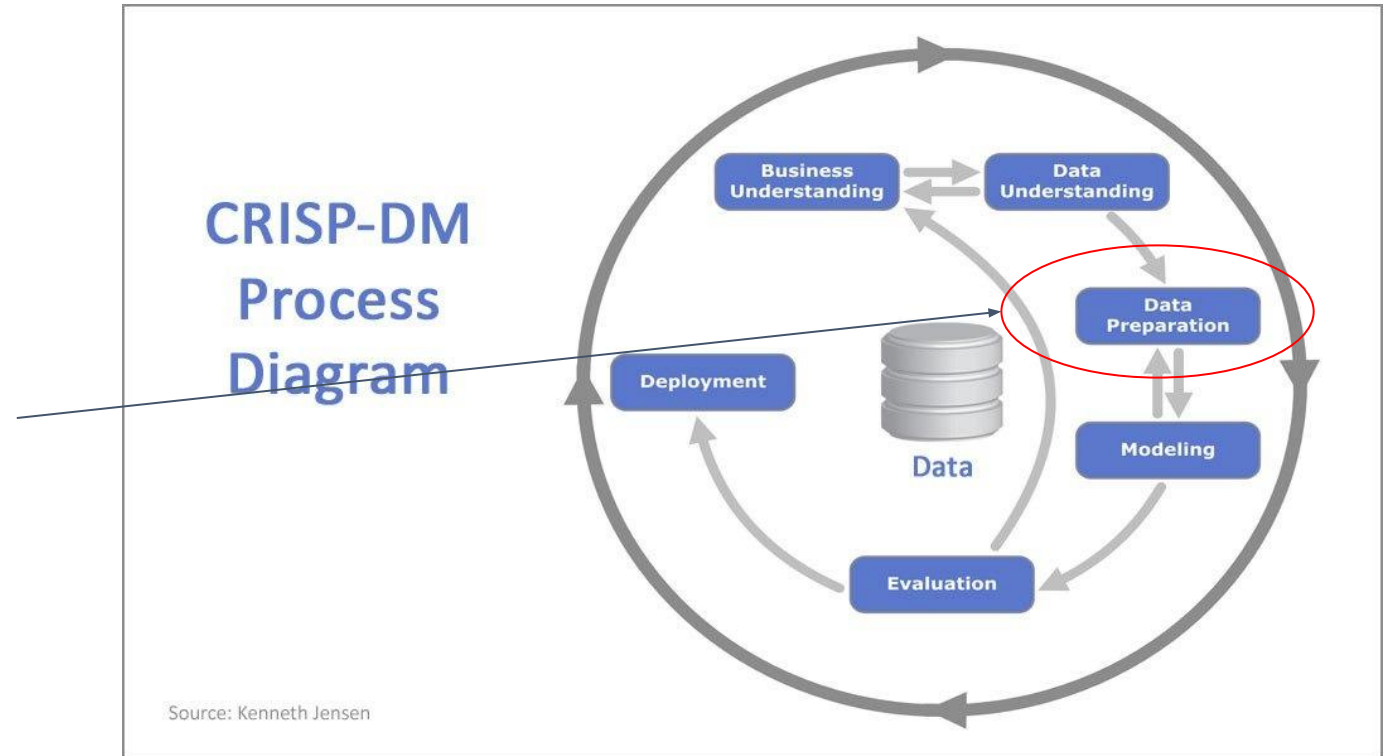 CRISP-DM
Process
Diagram
Business
Understanding
Data
Understanding
Data
Preparation
Deployment
Data
Modeling
Evaluation
Source: Kenneth Jensen